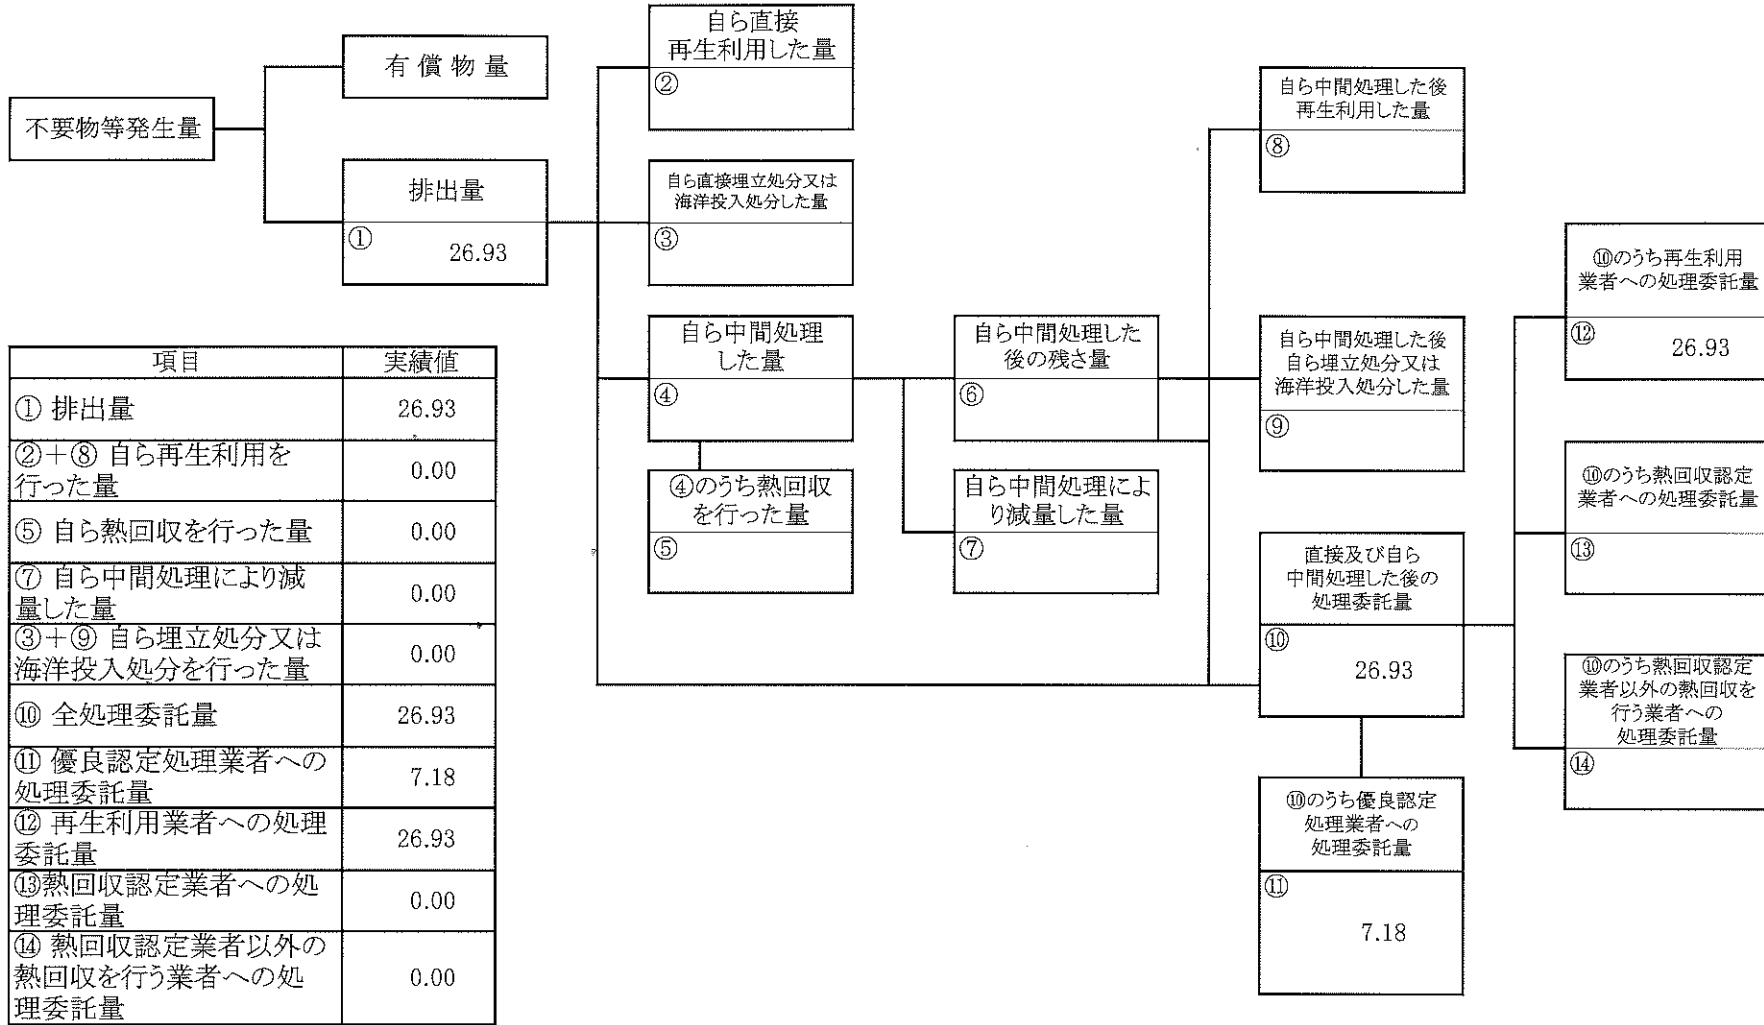 不要物等発生量
有償物量
排出量
①
26.93
自ら直接
再生利用した量
②
自ら直接埋立処分又は
海洋投入処分した量
③
自ら中間処理
した量
④
④のうち熱回収
を行った量
⑤
自ら中間処理した
後の残さ量
⑥
自ら中間処理によ
り減量した量
⑦
自ら中間処理した後
再生利用した量
⑧
自ら中間処理した後
自ら埋立処分又は
海洋投入処分した量
⑨
直接及び自ら
中間処理した後の
処理委託量
⑩
26.93
⑩のうち優良認定
処理業者への
処理委託量
⑪
7.18
⑩のうち再生利用
業者への処理委託量
⑫
26.93
⑩のうち熱回収認定
業者への処理委託量
⑬
⑩のうち熱回収認定
業者以外の熱回収を
行う業者への
処理委託量
⑭
項目 実績値
① 排出量 26.93
②+⑧ 自ら再生利用を
行った量 0.00
⑤ 自ら熱回収を行った量 0.00
⑦ 自ら中間処理により減
量した量 0.00
③+⑨ 自ら埋立処分又は
海洋投入処分を行った量 0.00
⑩ 全処理委託量 26.93
⑪ 優良認定処理業者への
処理委託量 7.18
⑫ 再生利用業者への処理
委託量 26.93
⑬熱回収認定業者への処
理委託量 0.00
⑭ 熱回収認定業者以外の
熱回収を行う業者への処
理委託量 0.00